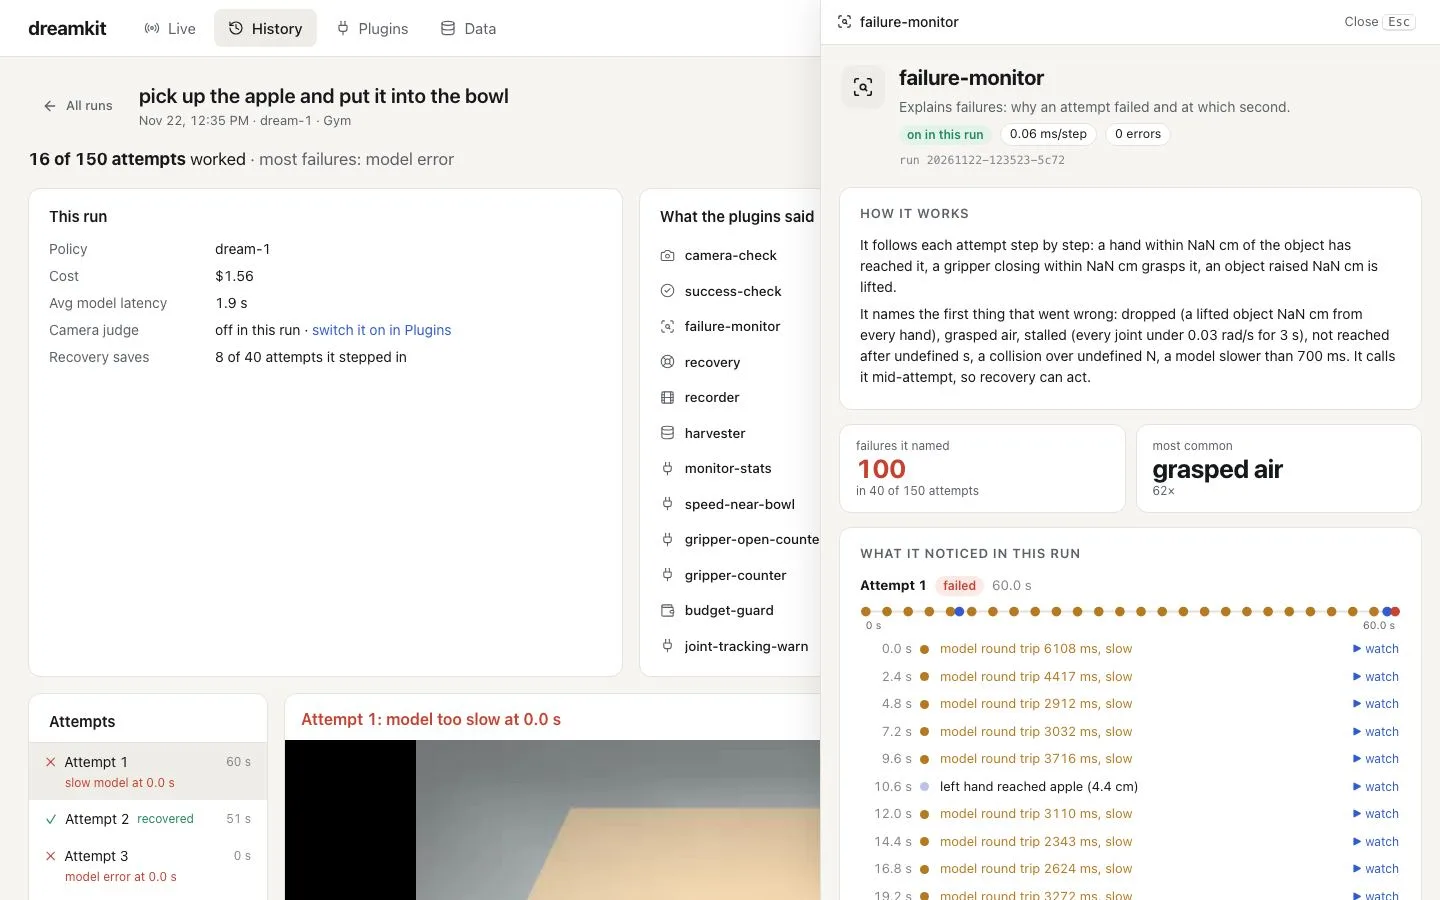 dreamkit
Live
History
Plugins
Data
All runs
pick up the apple and put it into the bowl
Nov 22, 12:35 PM · dream-1 · Gym
16 of 150 attempts worked · most failures: model error
This run
Policy dream-1
Cost $1.56
Avg model latency 1.9 s
Camera judge off in this run · switch it on in Plugins
Recovery saves 8 of 40 attempts it stepped in
What the plugins said
camera-check
success-check
failure-monitor
recovery
recorder
harvester
monitor-stats
speed-near-bowl
gripper-open-counte
gripper-counter
budget-guard
joint-tracking-warn
Attempts
Attempt 1 60 s
slow model at 0.0 s
Attempt 2 recovered 51 s
Attempt 3 0 s
model error at 0.0 s
Attempt 1: model too slow at 0.0 s
failure-monitor
Close Esc
failure-monitor
Explains failures: why an attempt failed and at which second.
on in this run 0.06 ms/step 0 errors
run 20261122-123523-5c72
HOW IT WORKS
It follows each attempt step by step: a hand within NaN cm of the object has
reached it, a gripper closing within NaN cm grasps it, an object raised NaN cm is
lifted.
It names the first thing that went wrong: dropped (a lifted object NaN cm from
every hand), grasped air, stalled (every joint under 0.03 rad/s for 3 s), not reached
after undefined s, a collision over undefined N, a model slower than 700 ms. It calls
it mid-attempt, so recovery can act.
failures it named
100
in 40 of 150 attempts
most common
grasped air
62×
WHAT IT NOTICED IN THIS RUN
Attempt 1 failed 60.0 s
0 s 60.0 s
0.0 s model round trip 6108 ms, slow watch
2.4 s model round trip 4417 ms, slow watch
4.8 s model round trip 2912 ms, slow watch
7.2 s model round trip 3032 ms, slow watch
9.6 s model round trip 3716 ms, slow watch
10.6 s left hand reached apple (4.4 cm) watch
12.0 s model round trip 3110 ms, slow watch
14.4 s model round trip 2343 ms, slow watch
16.8 s model round trip 2624 ms, slow watch
19.2 s model round trip 3272 ms, slow watch